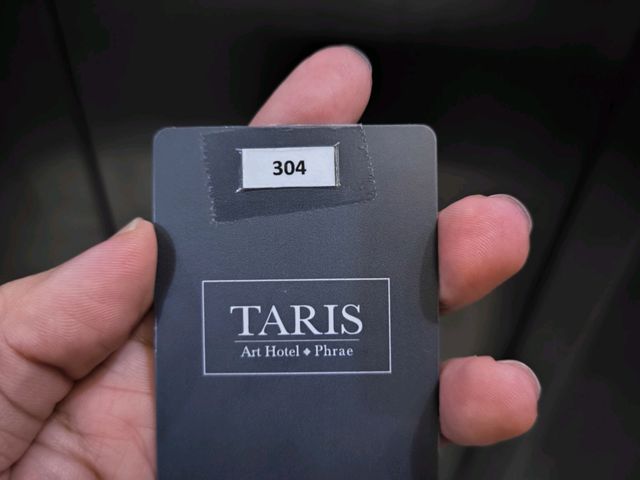 304
TARIS
Art Hotel ◆ Phrae